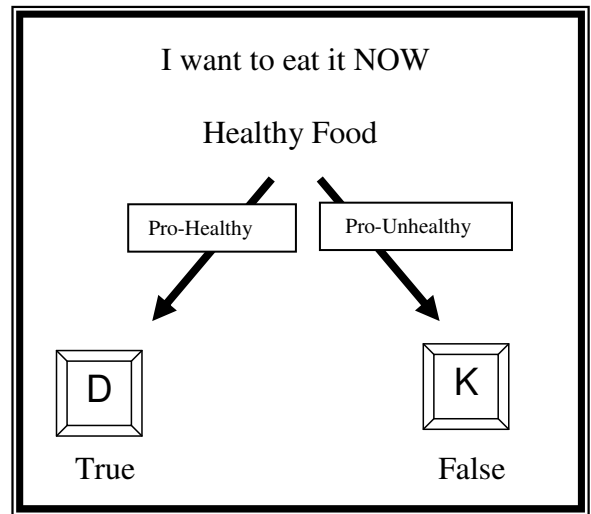 I want to eat it NOW
Healthy Food
Pro-Healthy
Pro-Unhealthy
D
K
True
False